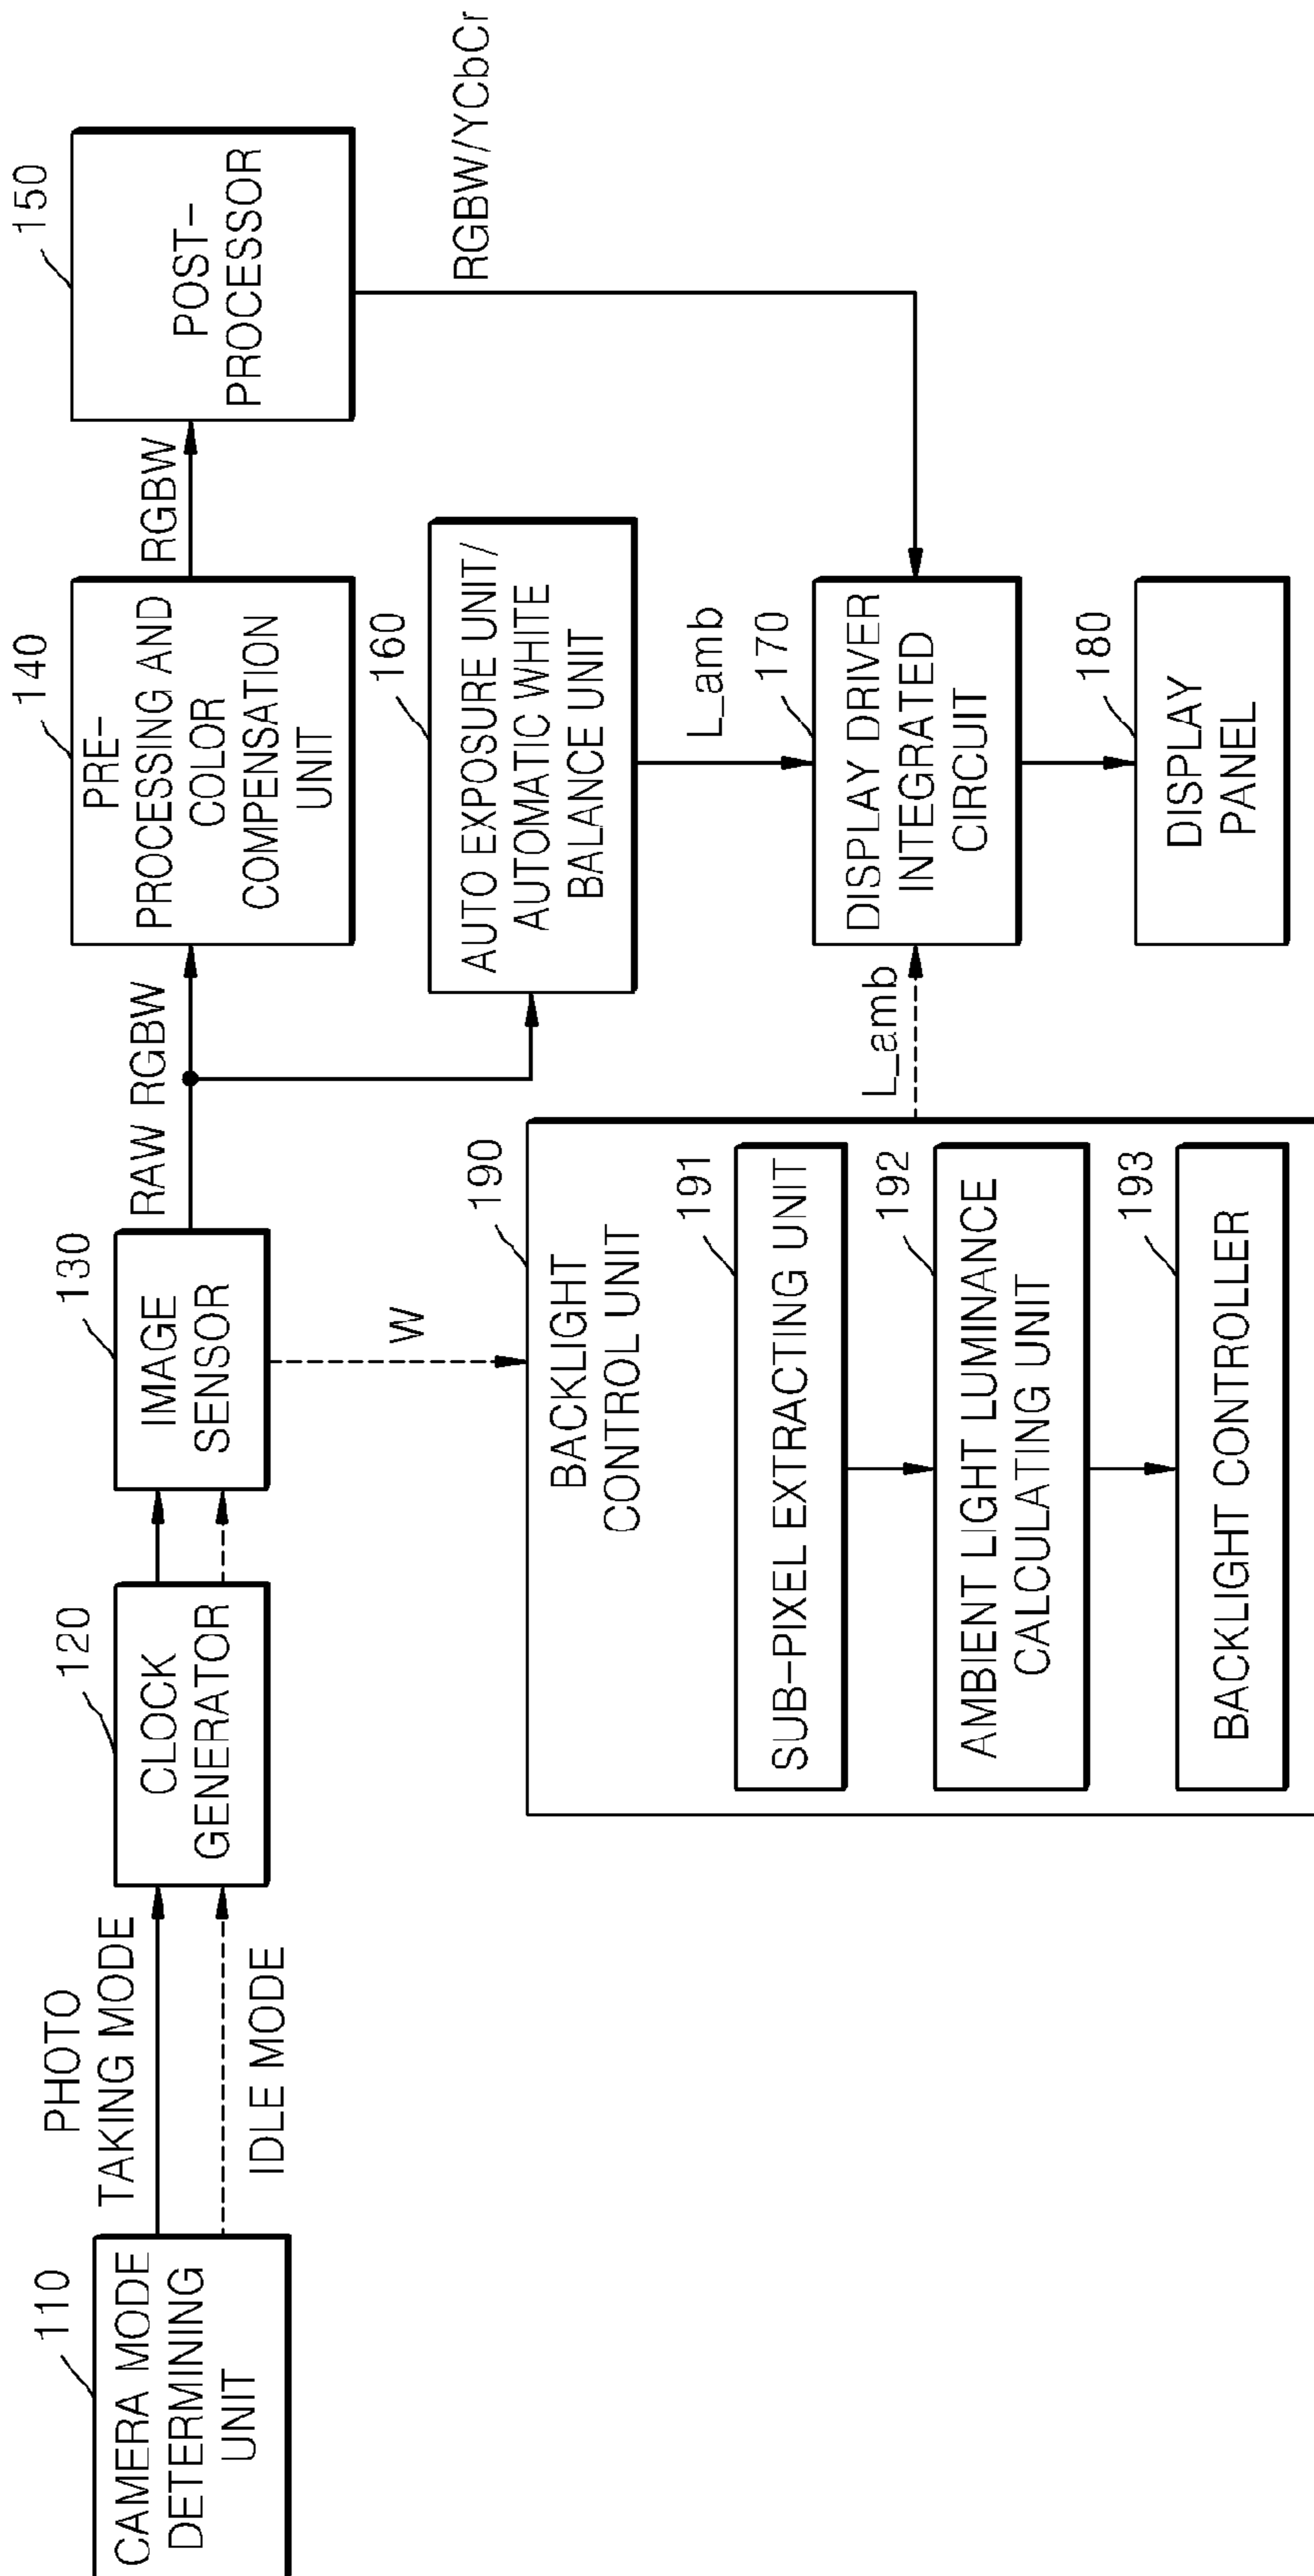 110
CAMERA MODE
DETERMINING
UNIT
PHOTO
TAKING MODE
IDLE MODE
120
CLOCK
GENERATOR
130
IMAGE
SENSOR
RAW RGBW
W
140
PRE-
PROCESSING AND
COLOR
COMPENSATION
UNIT
RGBW
150
POST-
PROCESSOR
RGBW/YCbCr
160
AUTO EXPOSURE UNIT/
AUTOMATIC WHITE
BALANCE UNIT
L_amb
170
DISPLAY DRIVER
INTEGRATED
CIRCUIT
180
DISPLAY
PANEL
190
BACKLIGHT
CONTROL UNIT
L_amb
191
SUB-PIXEL EXTRACTING UNIT
192
AMBIENT LIGHT LUMINANCE
CALCULATING UNIT
193
BACKLIGHT CONTROLLER